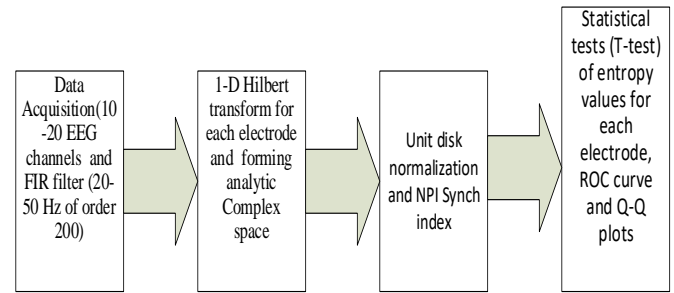 Data
Acquisition(10
-20 EEG
channels and
FIR filter (20-
50 Hz of order
200)
1-D Hilbert
transform for
each electrode
and forming
analytic
Complex
space
Unit disk
normalization
and NPI Synch
index
Statistical
tests (T-test)
of entropy
values for
each
electrode,
ROC curve
and Q-Q
plots